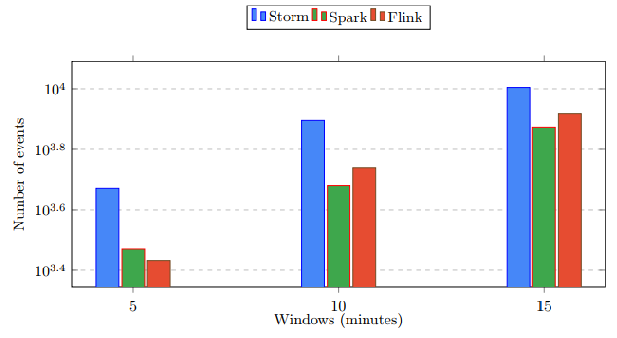 Storm Spark Flink
10^4
10^3.8
10^3.6
10^3.4
Number of events
5 10 15
Windows (minutes)